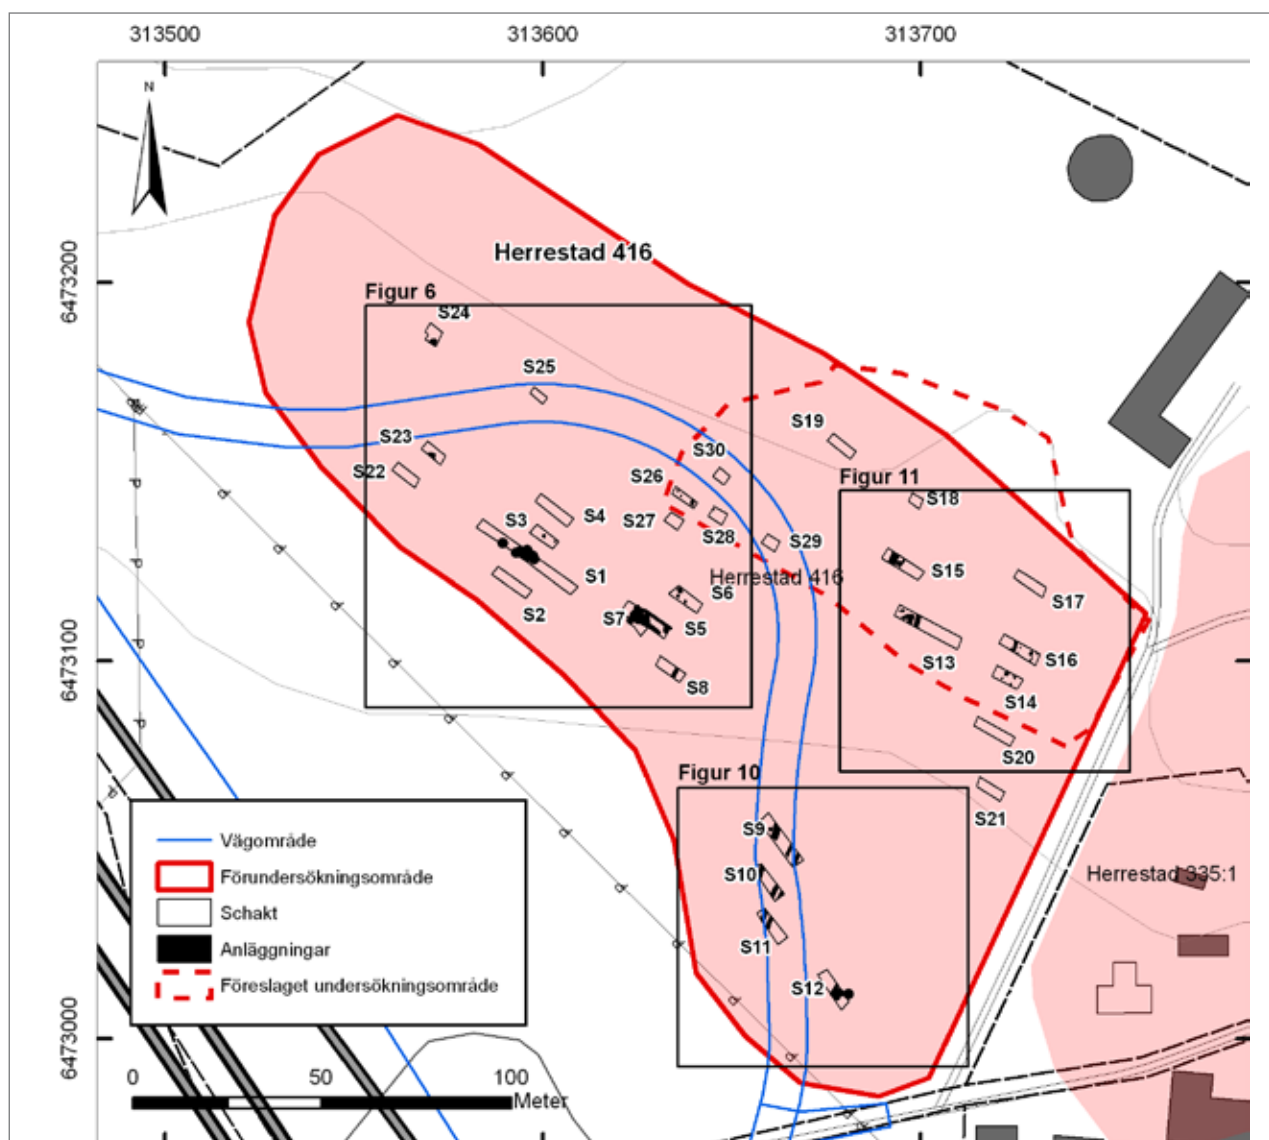 313500 313600 313700
N
6473200
6473100
6473000
Herrestad 416
Figur 6
S24
S25
S19
S23
S30
S22
S26
Figur 11
S18
S3
S4
S27
S28
S29
S15
Herrestad 416
S1
S6
S17
S2
S7
S5
S13
S16
S8
S14
S20
Figur 10
S21
S9
S10
Herrestad 335:1
S11
S12
Vägområde
Förundersökningsområde
Schakt
Anläggningar
Föreslaget undersökningsområde
0 50 100
Meter